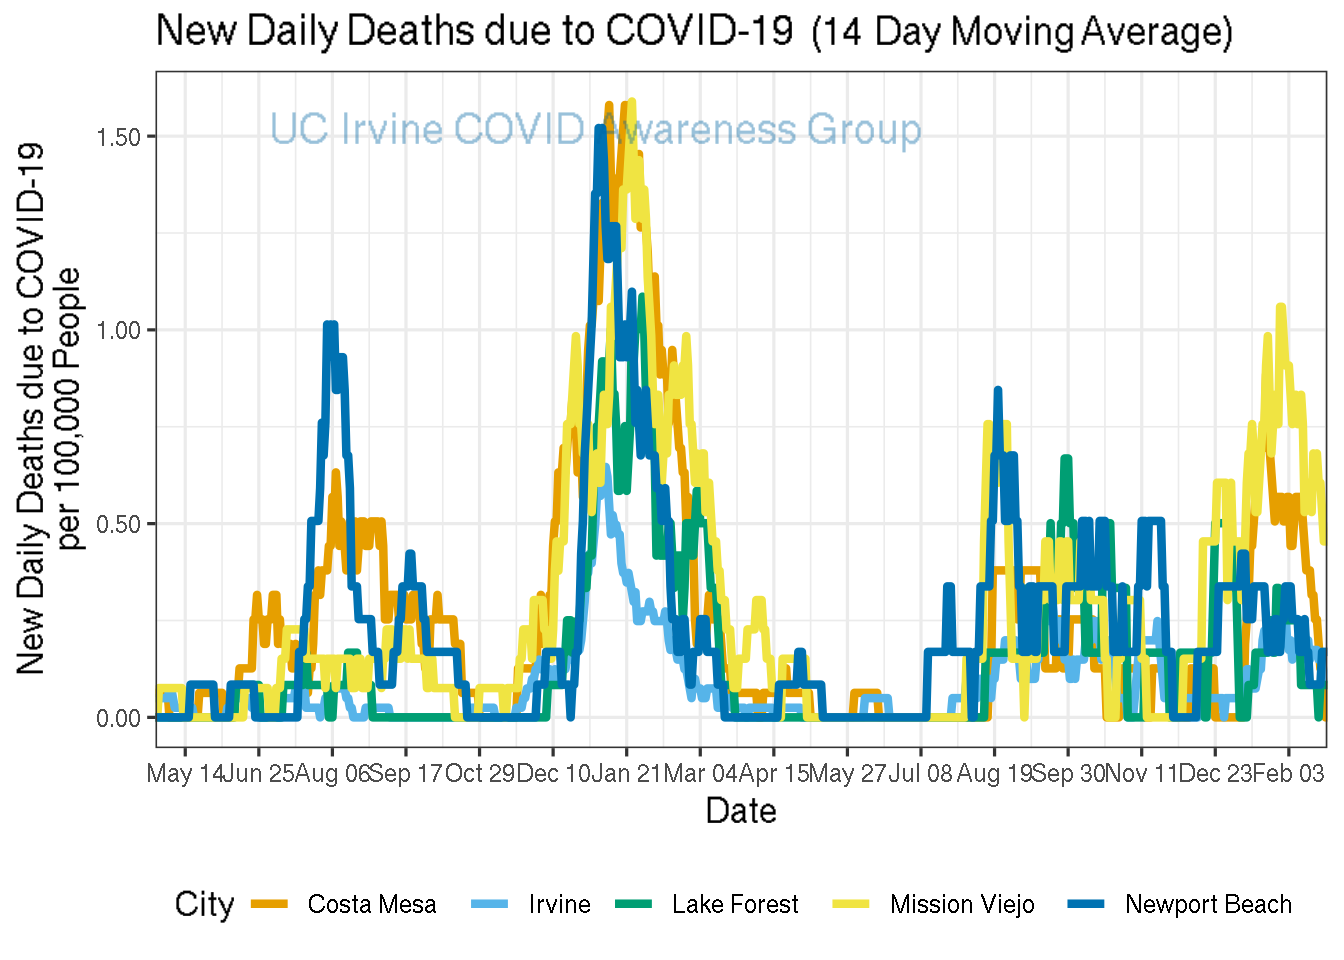 New Daily Deaths due to COVID-19 (14 Day Moving Average)
UC Irvine COVID Awareness Group
New Daily Deaths due to COVID-19
per 100,000 People
1.50
1.00
0.50
0.00
May 14 Jun 25 Aug 06 Sep 17 Oct 29 Dec 10 Jan 21 Mar 04 Apr 15 May 27 Jul 08 Aug 19 Sep 30 Nov 11 Dec 23 Feb 03
Date
City Costa Mesa Irvine Lake Forest Mission Viejo Newport Beach